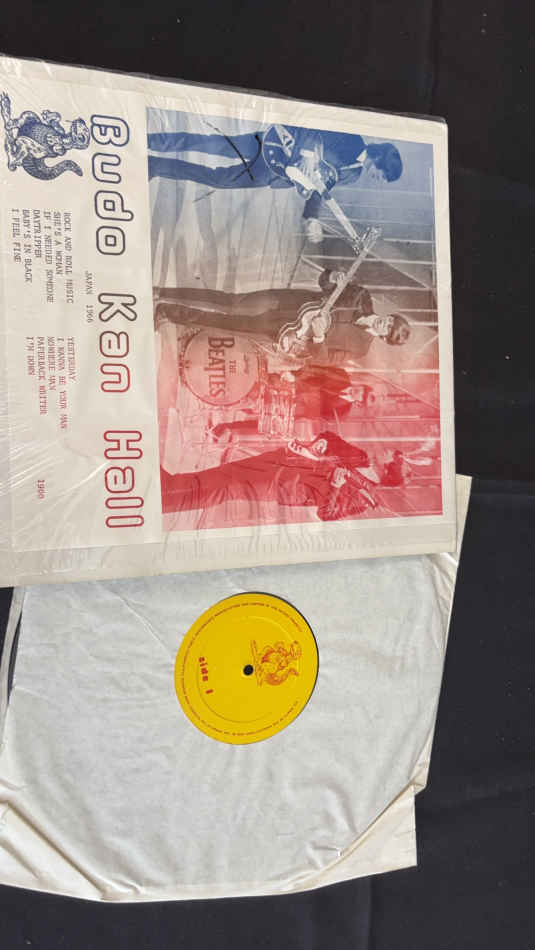 Budo Kan Hall
JAPAN 1966
ROCK AND ROLL MUSIC
SHE'S A WOMAN
IF I NEEDED SOMEONE
DAYTRIPPER
BABY'S IN BLACK
I FEEL FINE
YESTERDAY
I WANNA BE YOUR MAN
NOWHERE MAN
PAPERBACK WRITER
I'M DOWN
1900
THE
BEATLES
side 1